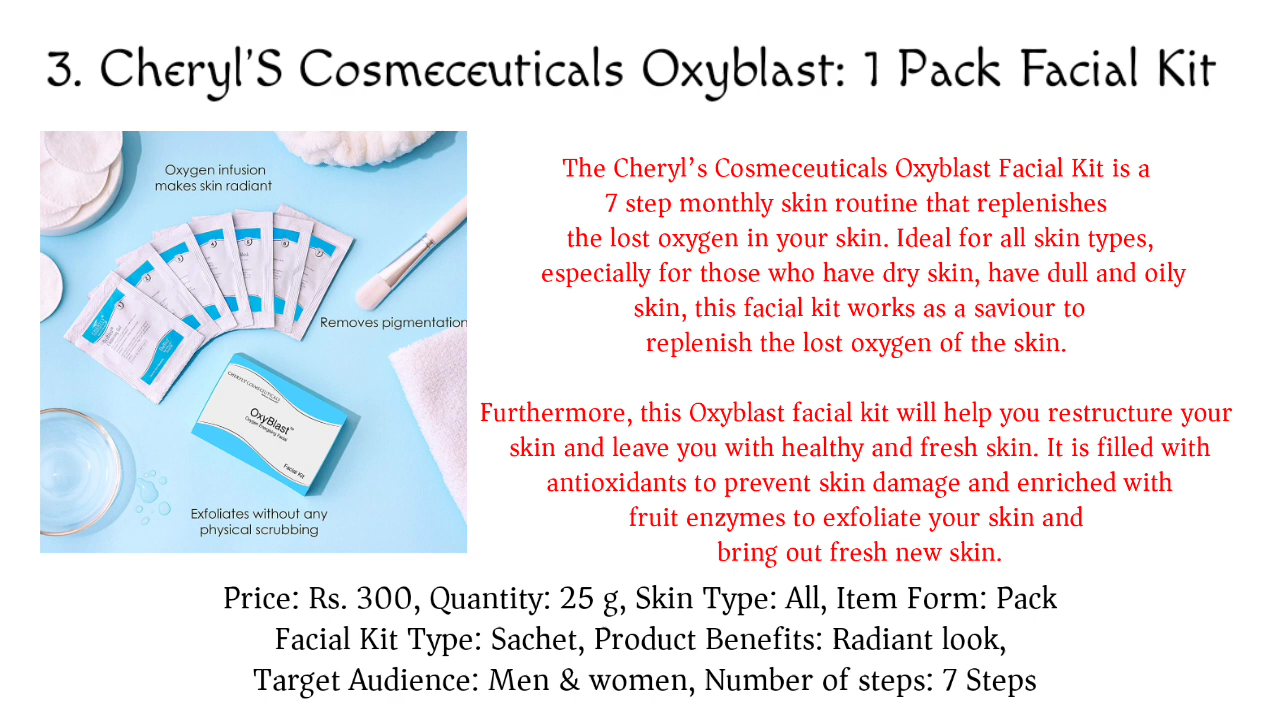 3. Cheryl'S Cosmeceuticals Oxyblast: 1 Pack Facial Kit
Oxygen infusion
makes skin radiant
Removes pigmentation
CHERYL'S COSMECEUTICALS
OxyBlast™
Oxygen Energizing Facial
Facial Kit
Exfoliates without any
physical scrubbing
The Cheryl's Cosmeceuticals Oxyblast Facial Kit is a
7 step monthly skin routine that replenishes
the lost oxygen in your skin. Ideal for all skin types,
especially for those who have dry skin, have dull and oily
skin, this facial kit works as a saviour to
replenish the lost oxygen of the skin.
Furthermore, this Oxyblast facial kit will help you restructure your
skin and leave you with healthy and fresh skin. It is filled with
antioxidants to prevent skin damage and enriched with
fruit enzymes to exfoliate your skin and
bring out fresh new skin.
Price: Rs. 300, Quantity: 25 g, Skin Type: All, Item Form: Pack
Facial Kit Type: Sachet, Product Benefits: Radiant look,
Target Audience: Men & women, Number of steps: 7 Steps